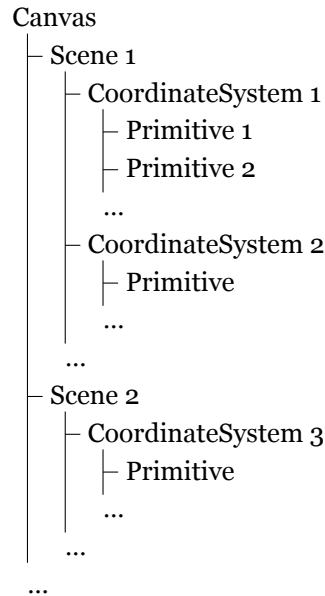 Canvas
Scene 1
CoordinateSystem 1
Primitive 1
Primitive 2
...
CoordinateSystem 2
Primitive
...
...
Scene 2
CoordinateSystem 3
Primitive
...
...
...